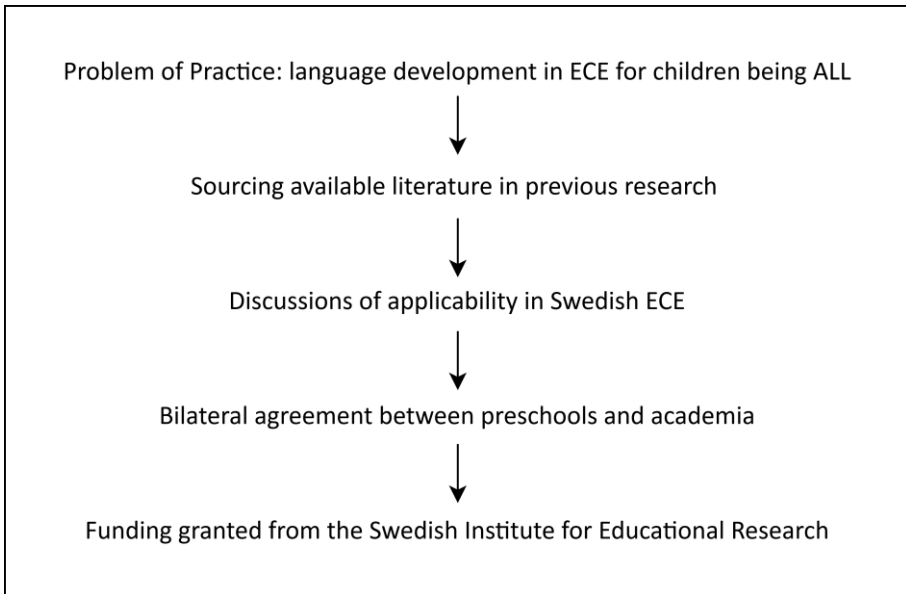 Problem of Practice: language development in ECE for children being ALL
Sourcing available literature in previous research
Discussions of applicability in Swedish ECE
Bilateral agreement between preschools and academia
Funding granted from the Swedish Institute for Educational Research